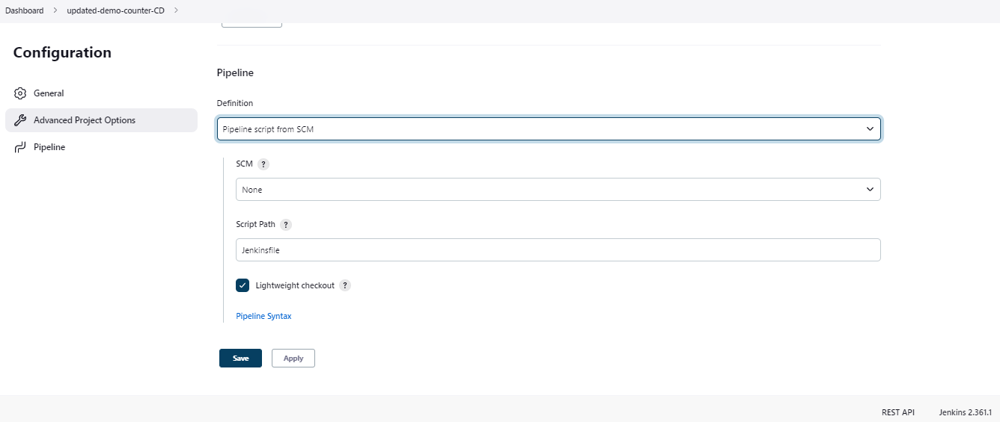 Dashboard
updated-demo-counter-CD
Configuration
General
Advanced Project Options
Pipeline
Pipeline
Definition
Pipeline script from SCM
SCM ?
None
Script Path ?
Jenkinsfile
Lightweight checkout ?
Pipeline Syntax
Save
Apply
REST API
Jenkins 2.361.1